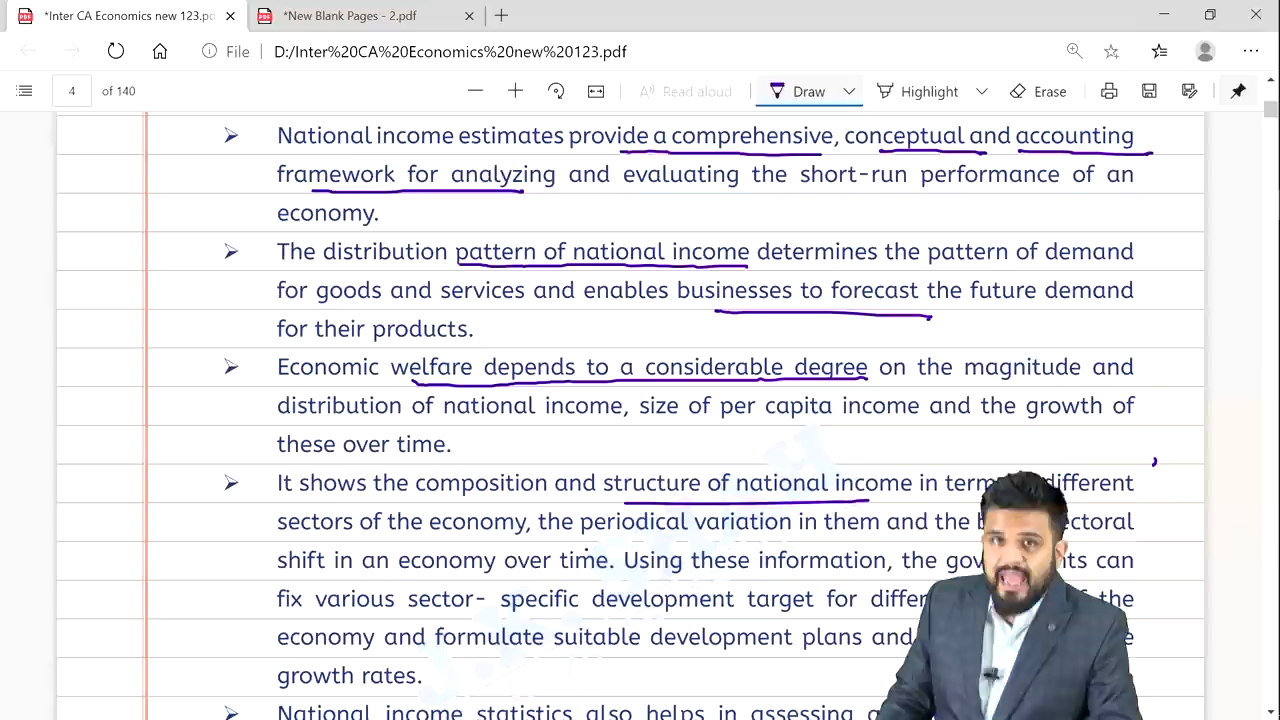 *Inter CA Economics new 123.pd
*New Blank Pages - 2.pdf
File D:/Inter%20CA%20Economics%20new%20123.pdf
4 of 140 Read aloud Draw Highlight Erase
➤ National income estimates provide a comprehensive, conceptual and accounting
framework for analyzing and evaluating the short-run performance of an
economy.
➤ The distribution pattern of national income determines the pattern of demand
for goods and services and enables businesses to forecast the future demand
for their products.
➤ Economic welfare depends to a considerable degree on the magnitude and
distribution of national income, size of per capita income and the growth of
these over time.
➤ It shows the composition and structure of national income in different
sectors of the economy, the periodical variation in them and the
shift in an economy over time. Using these information, the can
fix various sector- specific development target for the
economy and formulate suitable development plans and
growth rates.
➤ National income statistics also helps in assessing